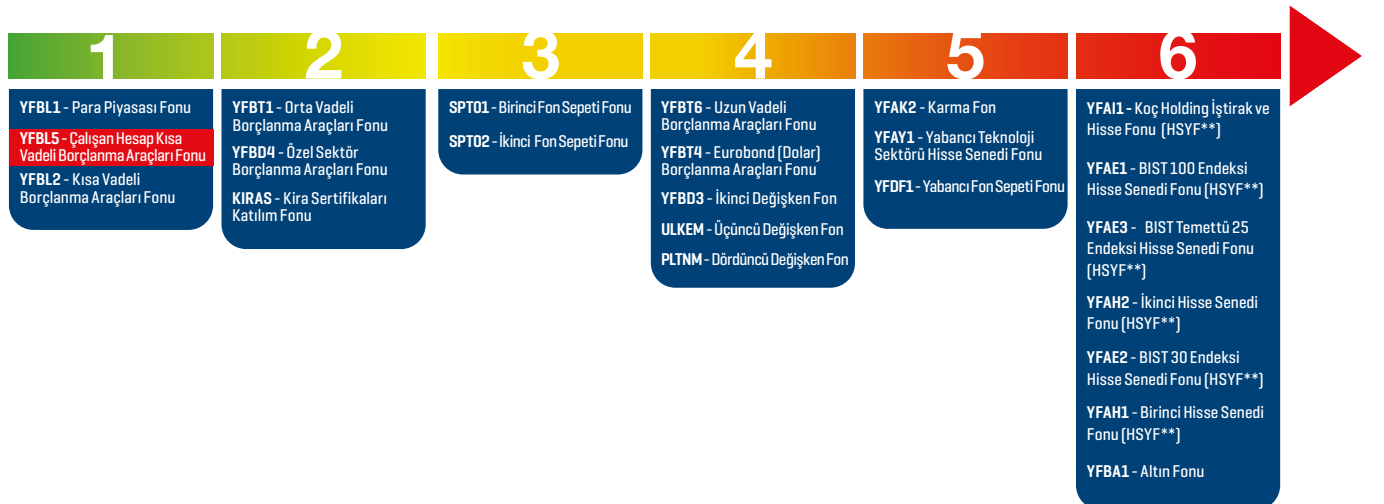 1
YFBL1 - Para Piyasası Fonu
YFBL5 - Çalışan Hesap Kısa
Vadeli Borçlanma Araçları Fonu
YFBL2 - Kısa Vadeli
Borçlanma Araçları Fonu
2
YFBT1 - Orta Vadeli
Borçlanma Araçları Fonu
YFBD4 - Özel Sektör
Borçlanma Araçları Fonu
KIRAS - Kira Sertifikaları
Katılım Fonu
3
SPT01 - Birinci Fon Sepeti Fonu
SPT02 - İkinci Fon Sepeti Fonu
4
YFBT6 - Uzun Vadeli
Borçlanma Araçları Fonu
YFBT4 - Eurobond (Dolar)
Borçlanma Araçları Fonu
YFBD3 - İkinci Değişken Fon
ULKEM - Üçüncü Değişken Fon
PLTNM - Dördüncü Değişken Fon
5
YFAK2 - Karma Fon
YFAY1 - Yabancı Teknoloji
Sektörü Hisse Senedi Fonu
YFDF1 - Yabancı Fon Sepeti Fonu
6
YFAI1 - Koç Holding İştirak ve
Hisse Fonu (HSYF**)
YFAE1 - BIST 100 Endeksi
Hisse Senedi Fonu (HSYF**)
YFAE3 - BIST Temettü 25
Endeksi Hisse Senedi Fonu
(HSYF**)
YFAH2 - İkinci Hisse Senedi
Fonu (HSYF**)
YFAE2 - BIST 30 Endeksi
Hisse Senedi Fonu (HSYF**)
YFAH1 - Birinci Hisse Senedi
Fonu (HSYF**)
YFBA1 - Altın Fonu